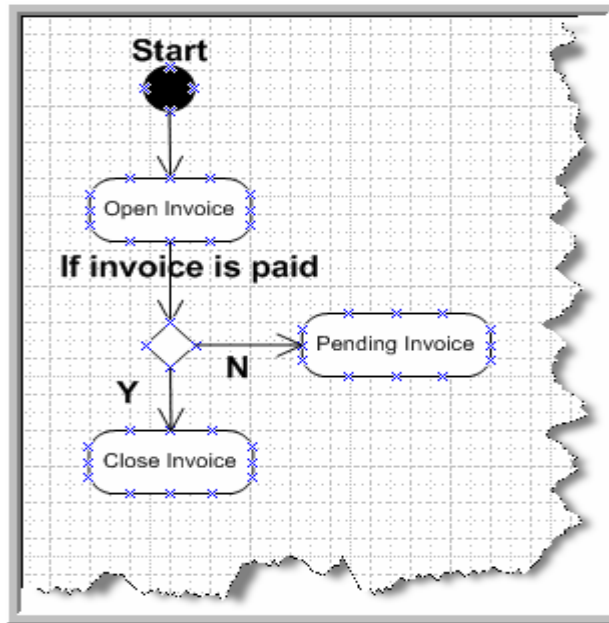 Start
Open Invoice
If invoice is paid
Pending Invoice
N
Y
Close Invoice